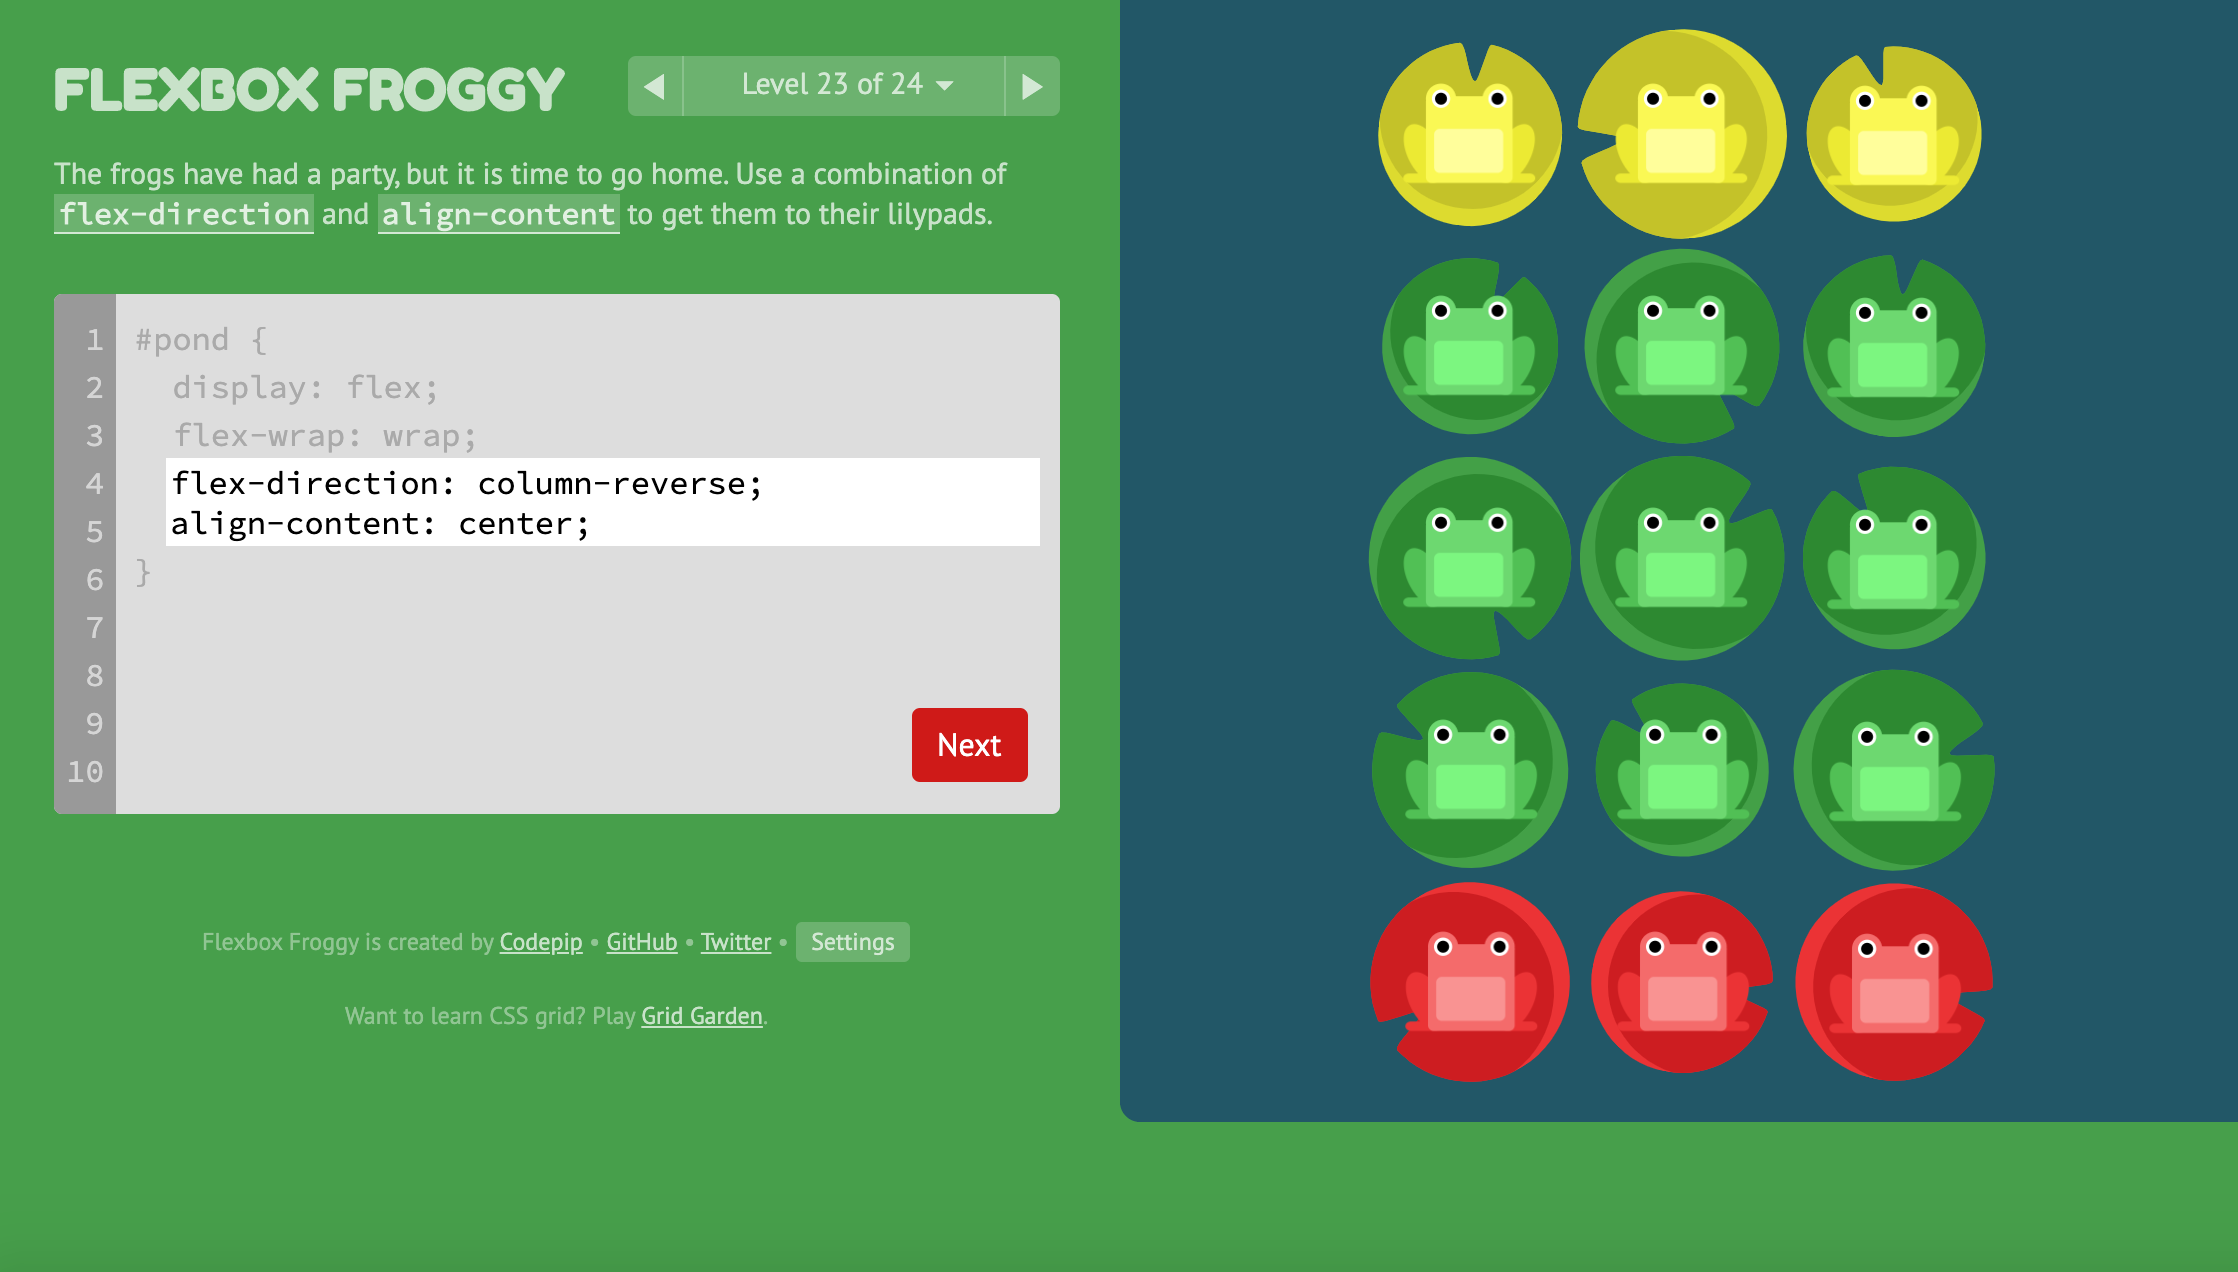 FLEXBOX FROGGY
Level 23 of 24
The frogs have had a party, but it is time to go home. Use a combination of
flex-direction and align-content to get them to their lilypads.
1 #pond {
2 display: flex;
3 flex-wrap: wrap;
4 flex-direction: column-reverse;
5 align-content: center;
6 }
7
8
9
10
Next
Flexbox Froggy is created by Codepip • GitHub • Twitter • Settings
Want to learn CSS grid? Play Grid Garden.